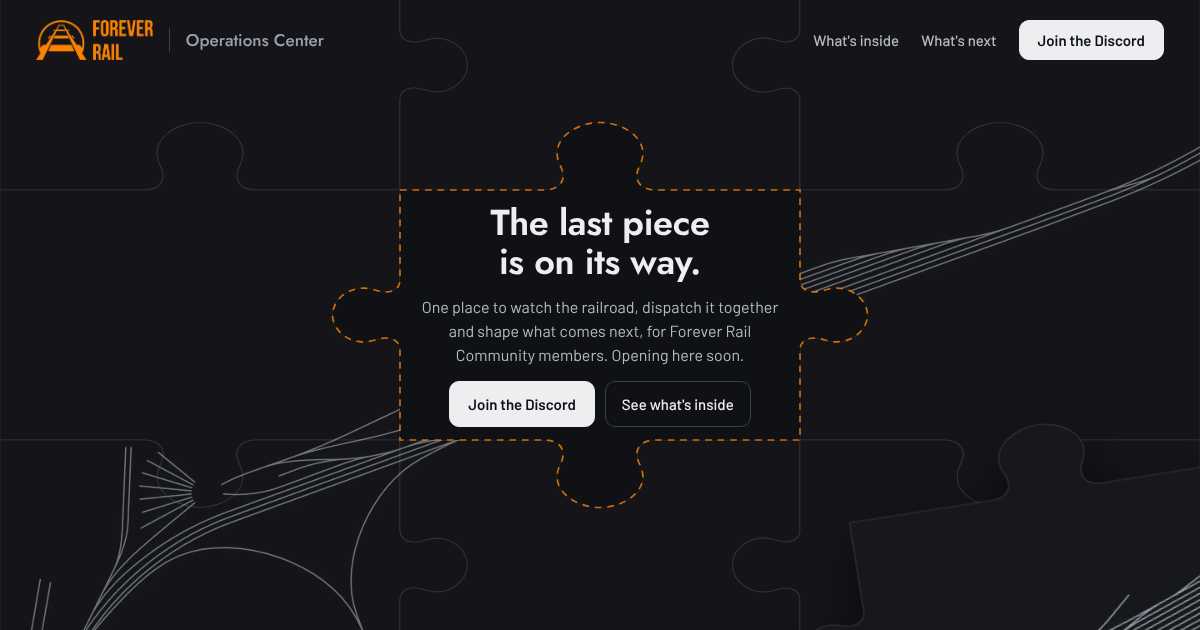 FOREVER
RAIL
Operations Center
What's inside
What's next
Join the Discord
The last piece
is on its way.
One place to watch the railroad, dispatch it together
and shape what comes next, for Forever Rail
Community members. Opening here soon.
Join the Discord
See what's inside